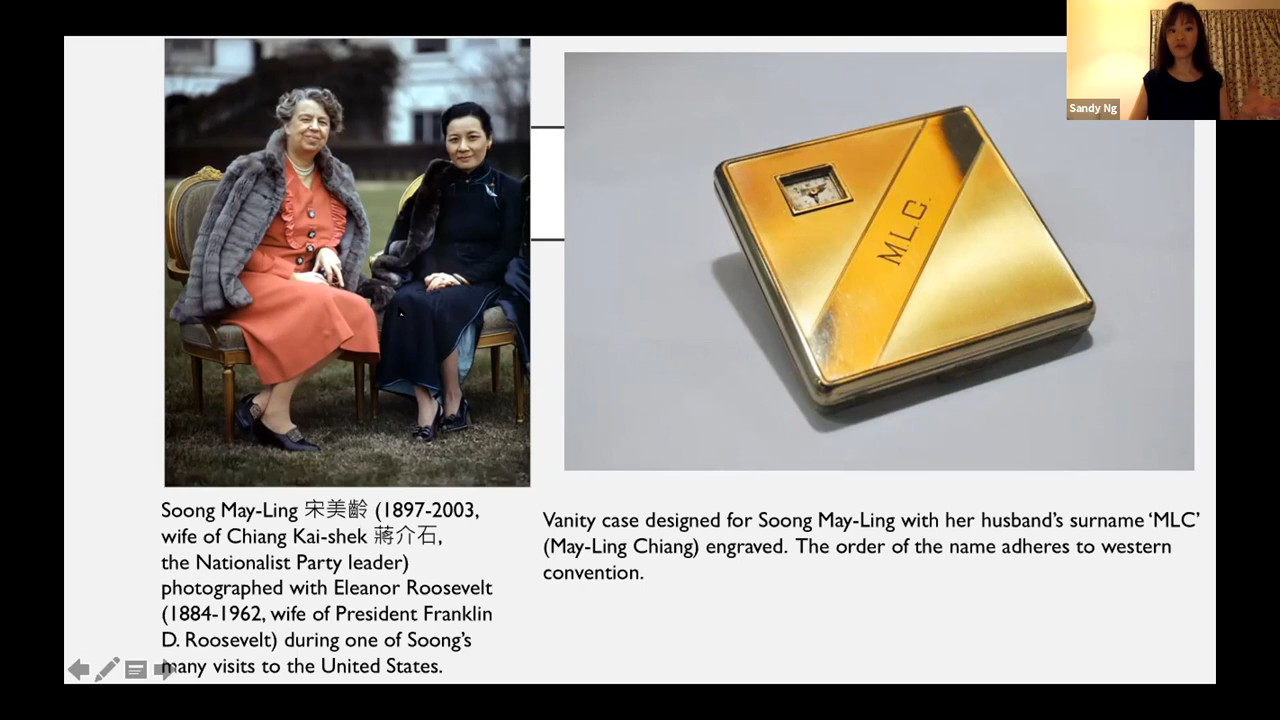 Sandy Ng
M.L.C.
Soong May-Ling 宋美齡 (1897-2003,
wife of Chiang Kai-shek 蔣介石,
the Nationalist Party leader)
photographed with Eleanor Roosevelt
(1884-1962, wife of President Franklin
D. Roosevelt) during one of Soong's
many visits to the United States.
Vanity case designed for Soong May-Ling with her husband's surname ‘MLC’
(May-Ling Chiang) engraved. The order of the name adheres to western
convention.